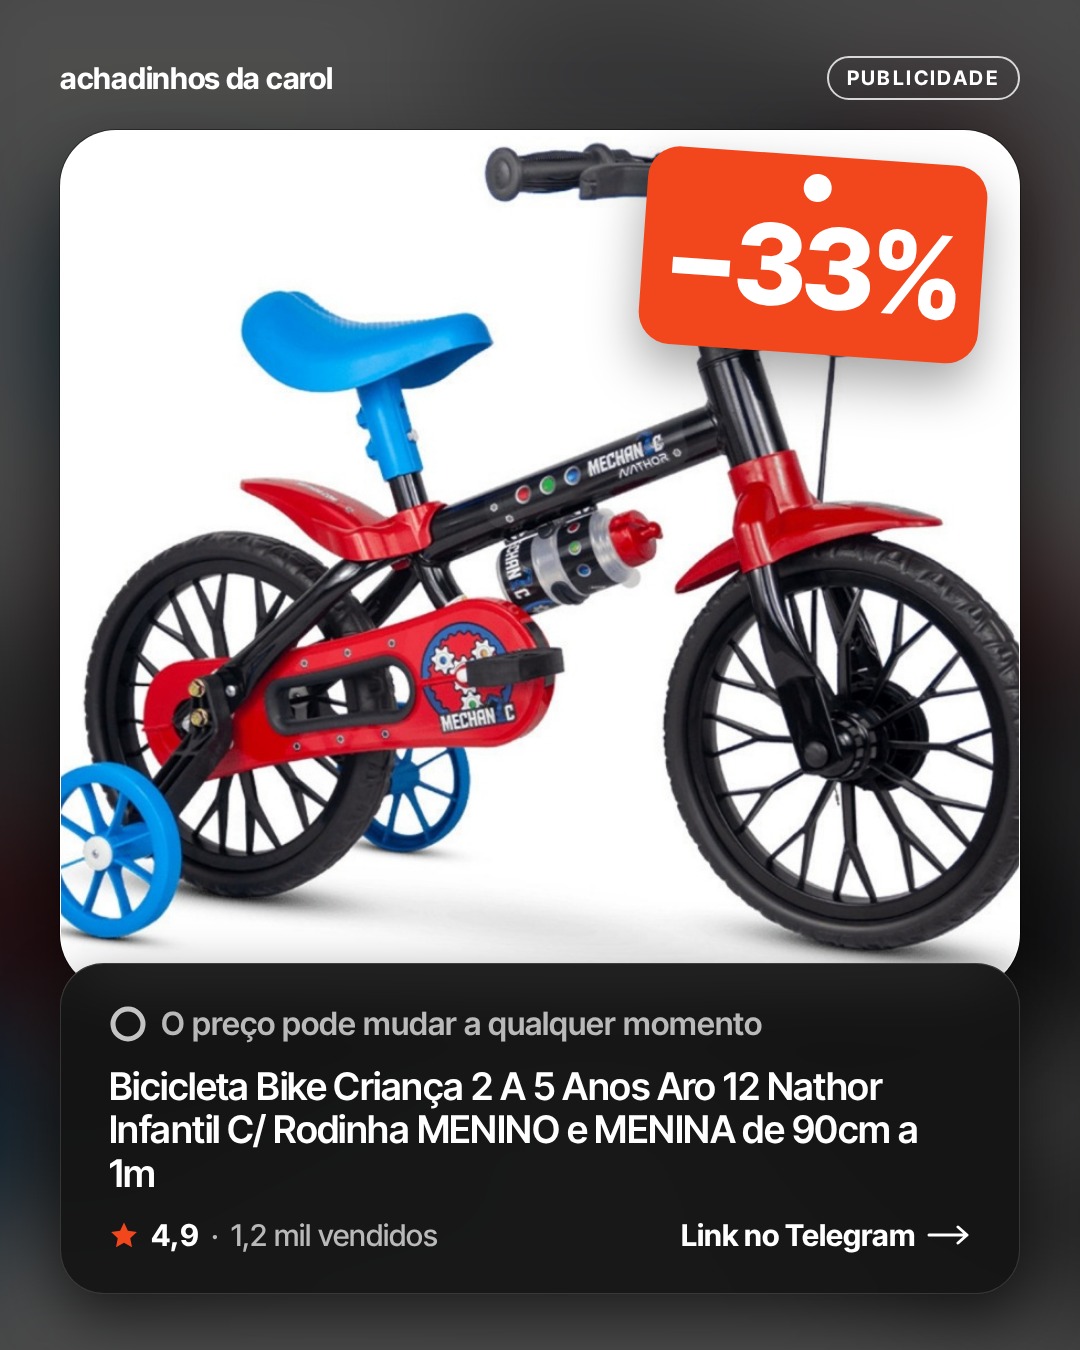 achadinhos da carol
PUBLICIDADE
−33%
MECHANIC
NATHOR
MECHANIC
O preço pode mudar a qualquer momento
Bicicleta Bike Criança 2 A 5 Anos Aro 12 Nathor
Infantil C/ Rodinha MENINO e MENINA de 90cm a
1m
4,9 · 1,2 mil vendidos
Link no Telegram →